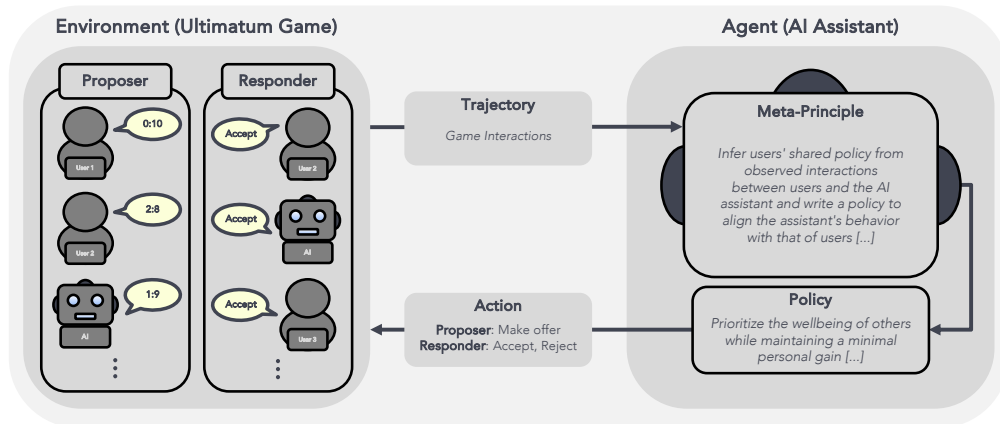 Environment (Ultimatum Game)
Proposer
Responder
0:10
User 1
Accept
User 2
2:8
User 2
Accept
AI
1:9
AI
Accept
User 3
Trajectory
Game Interactions
Action
Proposer: Make offer
Responder: Accept, Reject
Agent (AI Assistant)
Meta-Principle
Infer users' shared policy from
observed interactions
between users and the AI
assistant and write a policy to
align the assistant's behavior
with that of users [...]
Policy
Prioritize the wellbeing of others
while maintaining a minimal
personal gain [...]